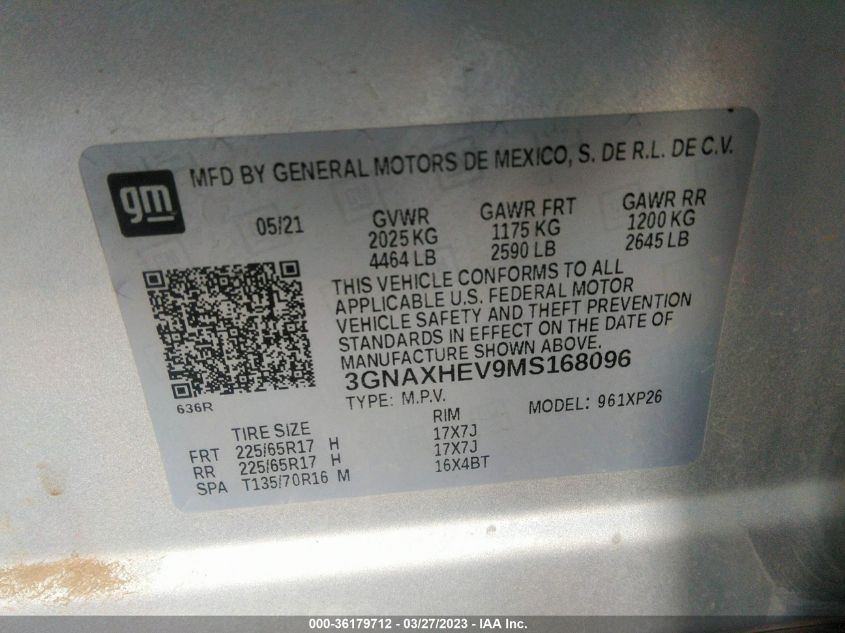 gm
MFD BY GENERAL MOTORS DE MEXICO, S. DE R.L. DE C.V.
05/21 GVWR GAWR FRT GAWR RR
2025 KG 1175 KG 1200 KG
4464 LB 2590 LB 2645 LB
THIS VEHICLE CONFORMS TO ALL
APPLICABLE U.S. FEDERAL MOTOR
VEHICLE SAFETY AND THEFT PREVENTION
STANDARDS IN EFFECT ON THE DATE OF
MANUFACTURE SHOWN ABOVE.
3GNAXHEV9MS168096
636R TYPE: M.P.V. MODEL: 961XP26
TIRE SIZE RIM
FRT 225/65R17 H 17X7J
RR 225/65R17 H 17X7J
SPA T135/70R16 M 16X4BT
000-36179712 - 03/27/2023 - IAA Inc.